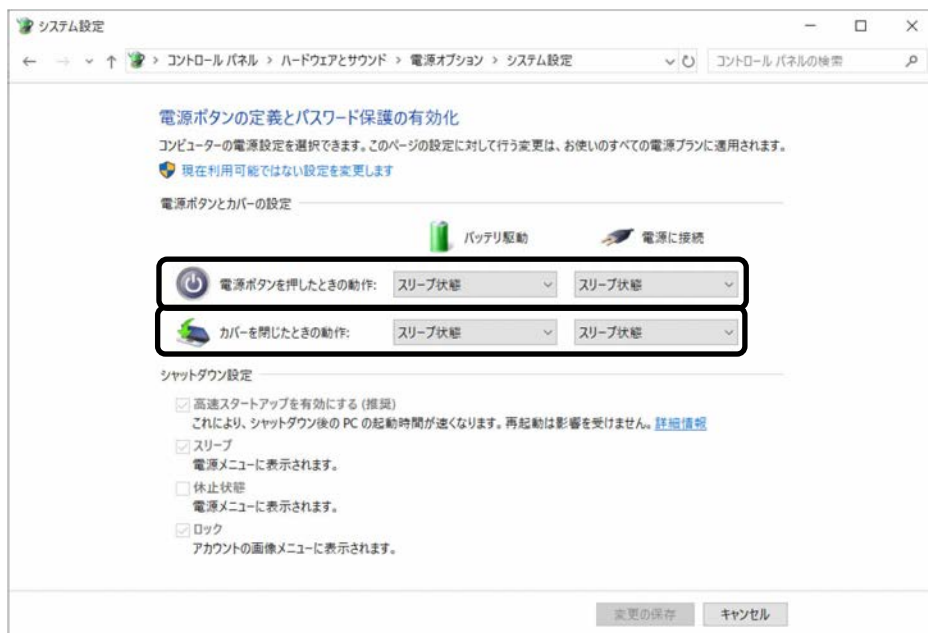 システム設定
コントロール パネル > ハードウェアとサウンド > 電源オプション > システム設定
コントロール パネルの検索
電源ボタンの定義とパスワード保護の有効化
コンピューターの電源設定を選択できます。このページの設定に対して行う変更は、お使いのすべての電源プランに適用されます。
現在利用可能ではない設定を変更します
電源ボタンとカバーの設定
バッテリ駆動 電源に接続
電源ボタンを押したときの動作: スリープ状態 スリープ状態
カバーを閉じたときの動作: スリープ状態 スリープ状態
シャットダウン設定
高速スタートアップを有効にする (推奨)
これにより、シャットダウン後の PC の起動時間が速くなります。再起動は影響を受けません。詳細情報
スリープ
電源メニューに表示されます。
休止状態
電源メニューに表示されます。
ロック
アカウントの画像メニューに表示されます。
変更の保存 キャンセル